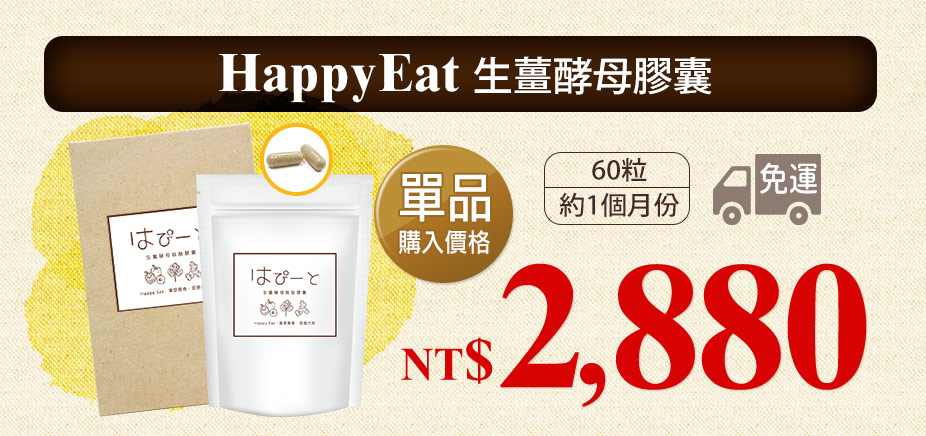 HappyEat 生薑酵母膠囊
單品
購入價格
60粒
約1個月份
免運
NT$2,880
はぴーと
はぴーと